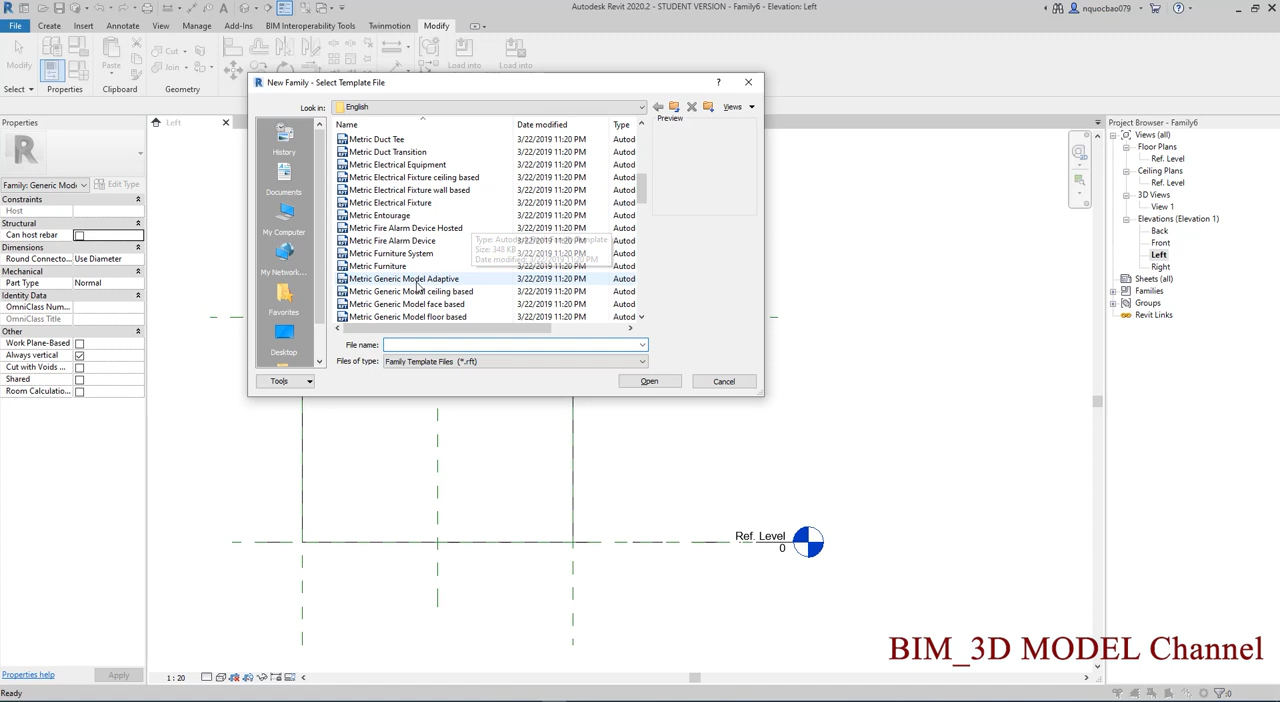 Autodesk Revit 2020.2 - STUDENT VERSION - Family6 - Elevation: Left
nquocbao079
File
Create
Insert
Annotate
View
Manage
Add-Ins
BIM Interoperability Tools
Twinmotion
Modify
Modify
Paste
Cut
Join
Load into
Load into
Select
Properties
Clipboard
Geometry
Properties
Left
Family: Generic Mode
Edit Type
Constraints
Host
Structural
Can host rebar
Dimensions
Round Connecto... Use Diameter
Mechanical
Part Type Normal
Identity Data
OmniClass Num...
OmniClass Title
Other
Work Plane-Based
Always vertical
Cut with Voids ...
Shared
Room Calculatio...
Properties help
Apply
New Family - Select Template File
Look in:
English
Views
Preview
History
Documents
My Computer
My Network...
Favorites
Desktop
Name Date modified Type
Metric Duct Tee 3/22/2019 11:20 PM Autod
Metric Duct Transition 3/22/2019 11:20 PM Autod
Metric Electrical Equipment 3/22/2019 11:20 PM Autod
Metric Electrical Fixture ceiling based 3/22/2019 11:20 PM Autod
Metric Electrical Fixture wall based 3/22/2019 11:20 PM Autod
Metric Electrical Fixture 3/22/2019 11:20 PM Autod
Metric Entourage 3/22/2019 11:20 PM Autod
Metric Fire Alarm Device Hosted 3/22/2019 11:20 PM Autod
Metric Fire Alarm Device Autod
Metric Furniture System Autod
Metric Furniture 3/22/2019 11:20 PM Autod
Metric Generic Model Adaptive 3/22/2019 11:20 PM Autod
Metric Generic Model ceiling based 3/22/2019 11:20 PM Autod
Metric Generic Model face based 3/22/2019 11:20 PM Autod
Metric Generic Model floor based 3/22/2019 11:20 PM Autod
Size: 348 KB
File name:
Files of type: Family Template Files (*.rft)
Tools
Open
Cancel
Ref. Level
0
Project Browser - Family6
Views (all)
Floor Plans
Ref. Level
Ceiling Plans
Ref. Level
3D Views
View 1
Elevations (Elevation 1)
Back
Front
Left
Right
Sheets (all)
Families
Groups
Revit Links
BIM_3D MODEL Channel
1 : 20
Ready
:0